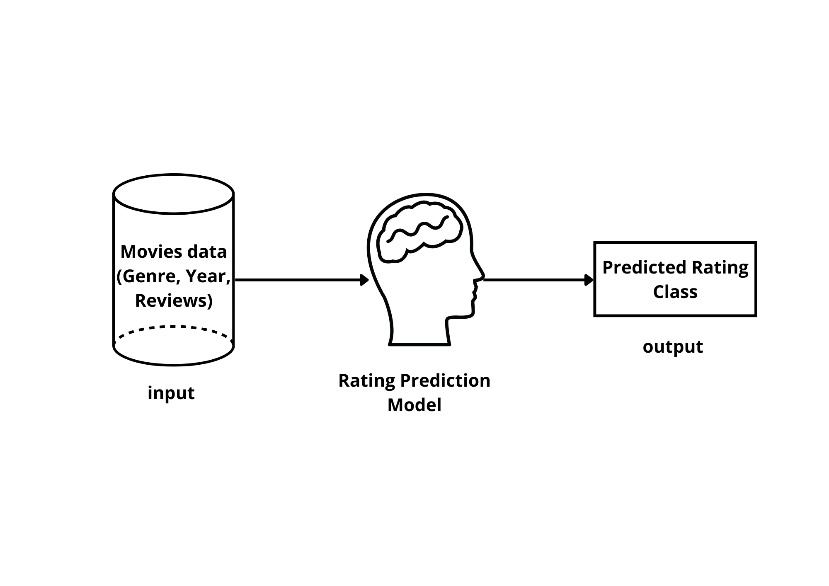 Movies data
(Genre, Year,
Reviews)
input
Rating Prediction
Model
Predicted Rating
Class
output